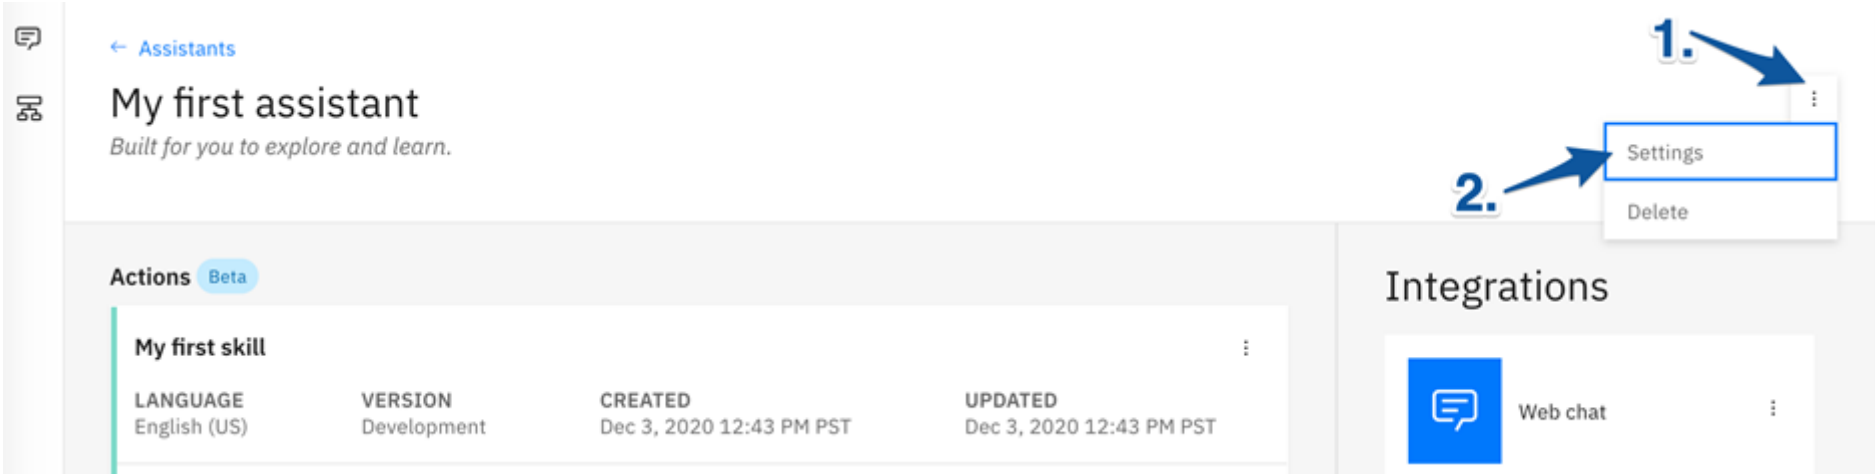 1.
← Assistants
My first assistant
Built for you to explore and learn.
Settings
2.
Delete
Actions Beta
Integrations
My first skill
LANGUAGE VERSION CREATED UPDATED
English (US) Development Dec 3, 2020 12:43 PM PST Dec 3, 2020 12:43 PM PST
Web chat